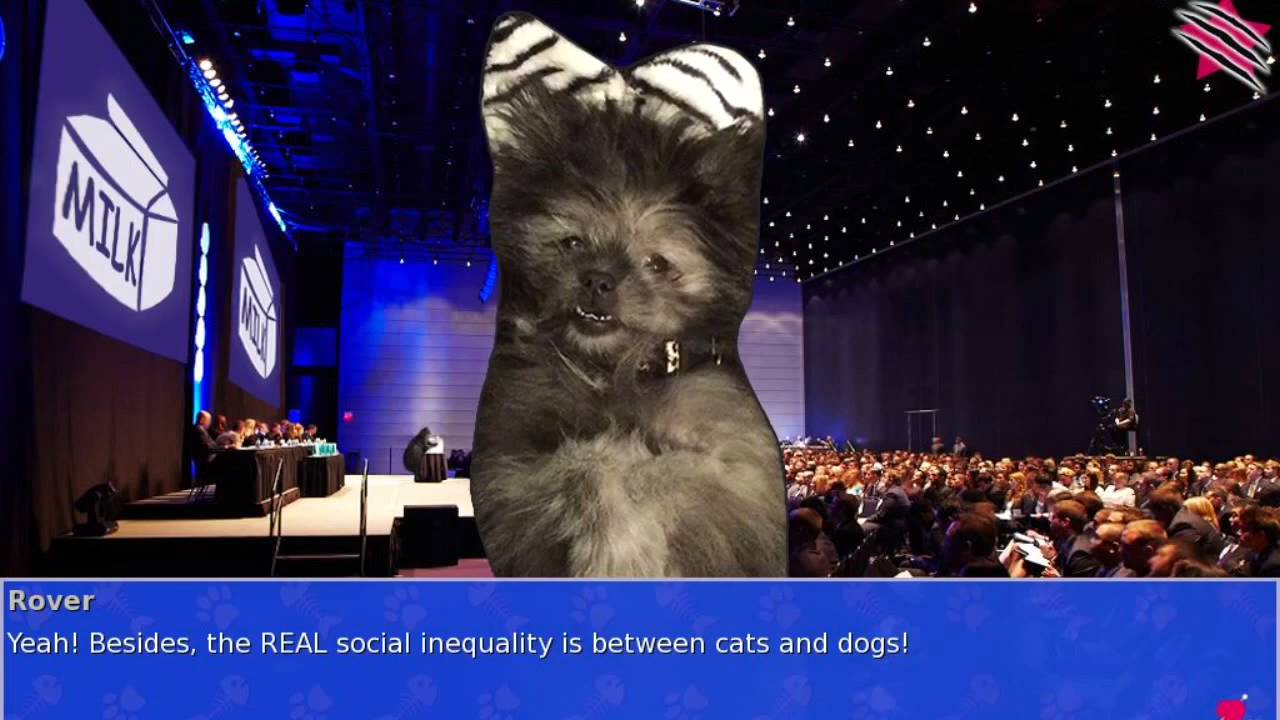 MILK
MILK
Rover
Yeah! Besides, the REAL social inequality is between cats and dogs!